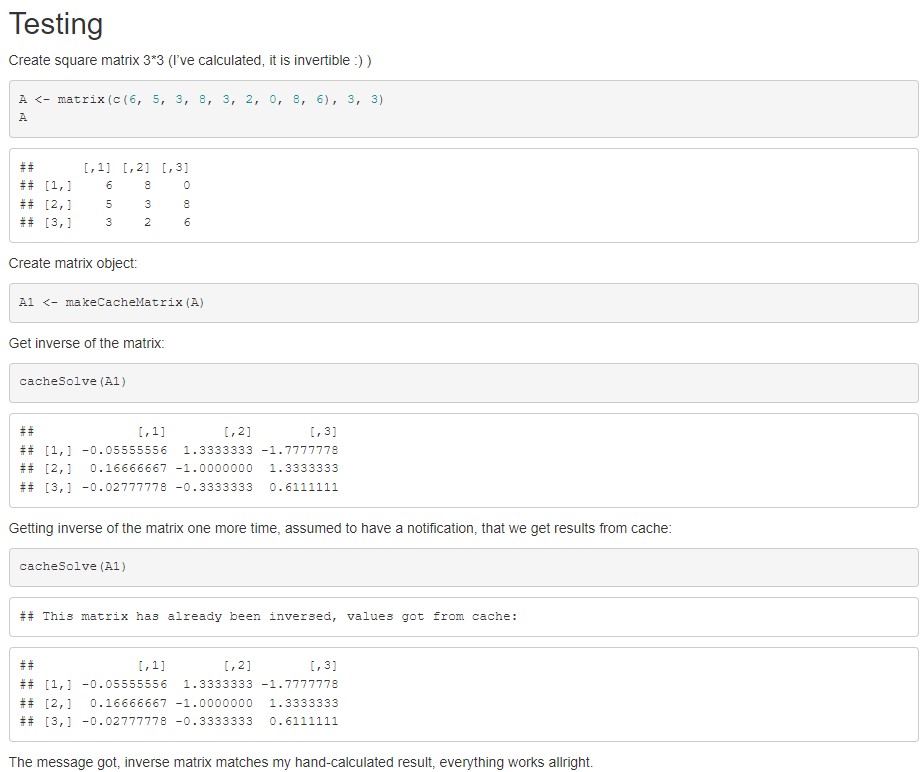 Testing
Create square matrix 3*3 (I've calculated, it is invertible :) )
A <- matrix(c(6, 5, 3, 8, 3, 2, 0, 8, 6), 3, 3)
A
##      [,1] [,2] [,3]
## [1,]    6    8    0
## [2,]    5    3    8
## [3,]    3    2    6
Create matrix object:
A1 <- makeCacheMatrix(A)
Get inverse of the matrix:
cacheSolve(A1)
##             [,1]       [,2]       [,3]
## [1,] -0.05555556  1.3333333 -1.7777778
## [2,]  0.16666667 -1.0000000  1.3333333
## [3,] -0.02777778 -0.3333333  0.6111111
Getting inverse of the matrix one more time, assumed to have a notification, that we get results from cache:
cacheSolve(A1)
## This matrix has already been inversed, values got from cache:
##             [,1]       [,2]       [,3]
## [1,] -0.05555556  1.3333333 -1.7777778
## [2,]  0.16666667 -1.0000000  1.3333333
## [3,] -0.02777778 -0.3333333  0.6111111
The message got, inverse matrix matches my hand-calculated result, everything works allright.